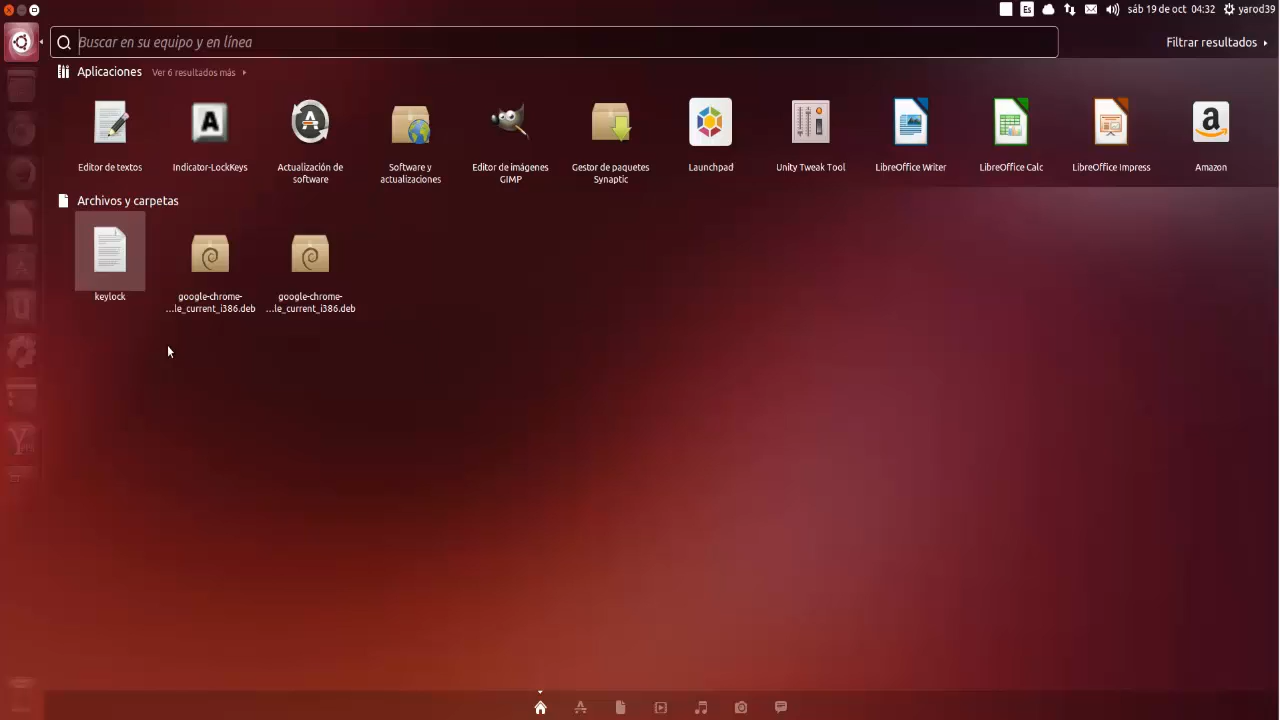 Es
sáb 19 de oct 04:32
yarod39
Buscar en su equipo y en línea
Filtrar resultados
Aplicaciones
Ver 6 resultados más
A
a
Editor de textos
Indicator-LockKeys
Actualización de
software
Software y
actualizaciones
Editor de imágenes
GIMP
Gestor de paquetes
Synaptic
Launchpad
Unity Tweak Tool
LibreOffice Writer
LibreOffice Calc
LibreOffice Impress
Amazon
Archivos y carpetas
keylock
google-chrome-
...le_current_i386.deb
google-chrome-
...le_current_i386.deb